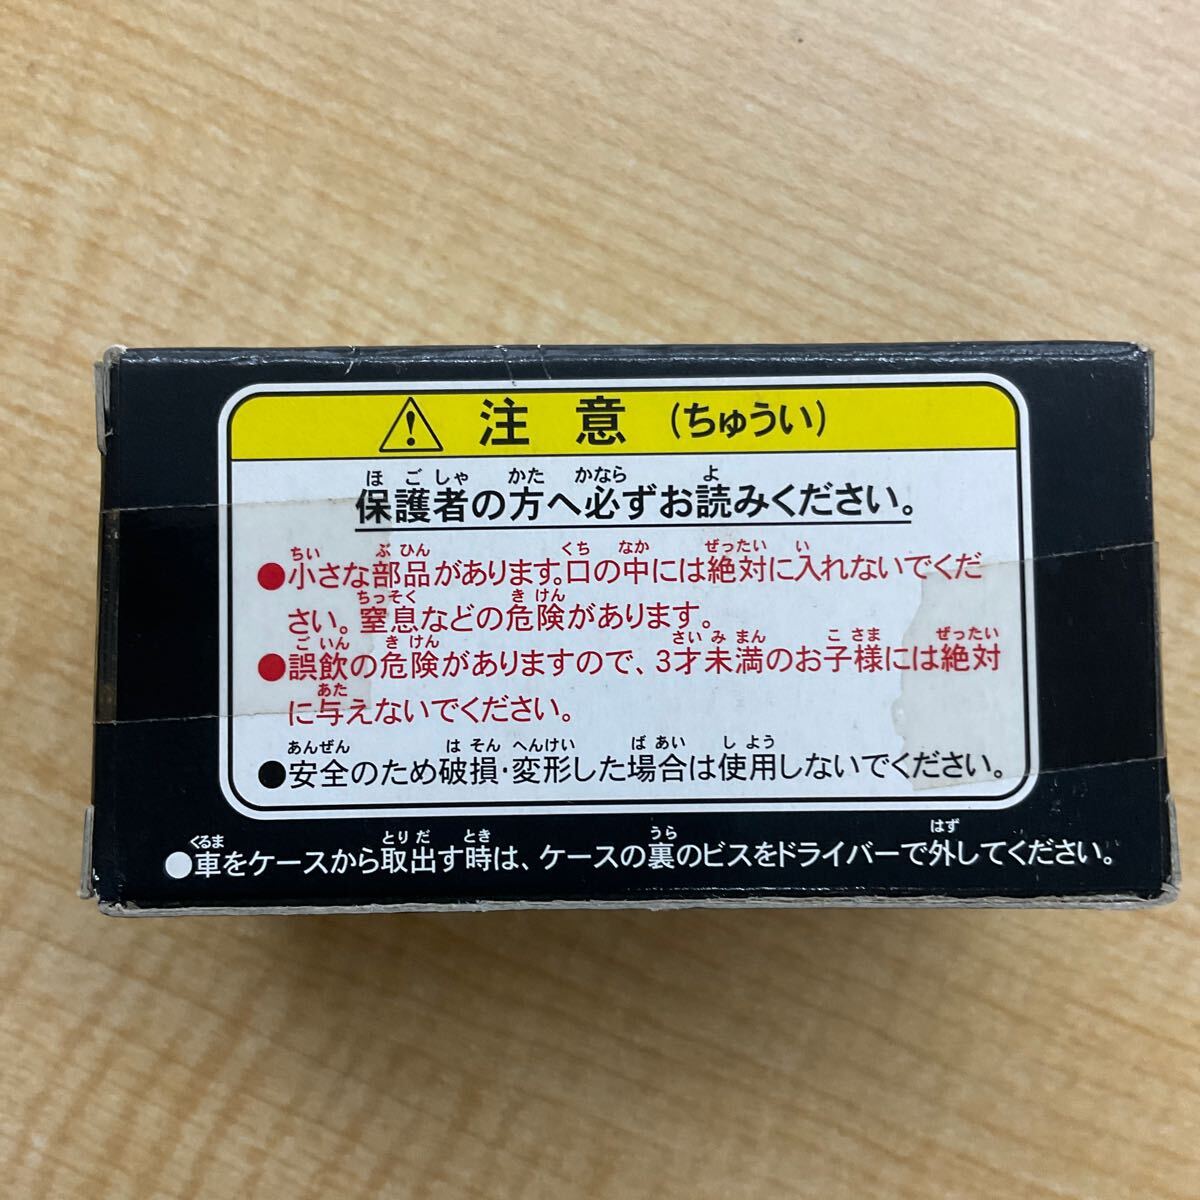 注意（ちゅうい）
ほごしゃ かた かなら よ
保護者の方へ必ずお読みください。
ちい ぶひん くち なか ぜったい い
●小さな部品があります。口の中には絶対に入れないでくだ
ちっそく きけん
さい。窒息などの危険があります。
ごいん きけん さいみまん こさま ぜったい
●誤飲の危険がありますので、3才未満のお子様には絶対
あた
に与えないでください。
あんぜん はそん へんけい ばあい しよう
●安全のため破損・変形した場合は使用しないでください。
くるま とりだ とき うら はず
●車をケースから取出す時は、ケースの裏のビスをドライバーで外してください。